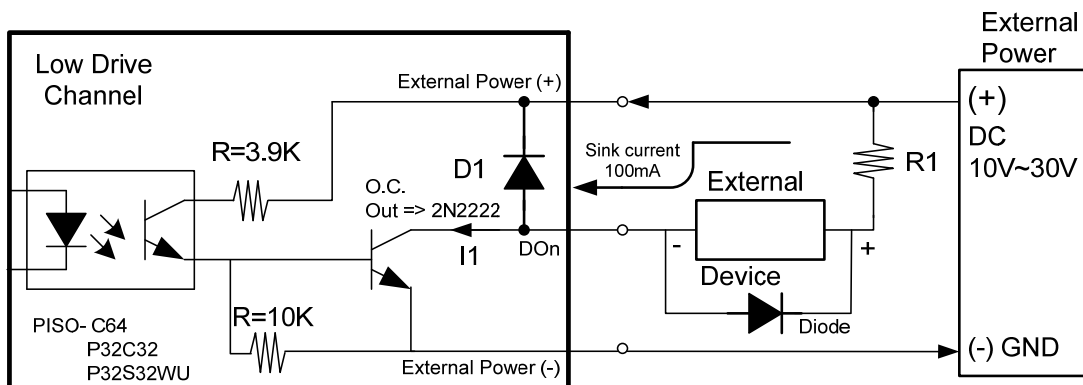 External
Power
Low Drive
Channel
External Power (+)
(+)
DC
10V~30V
R=3.9K
D1
Sink current
100mA
R1
O.C.
Out => 2N2222
External
I1
DOn
-
+
Device
Diode
PISO- C64
P32C32
P32S32WU
R=10K
External Power (-)
(-) GND